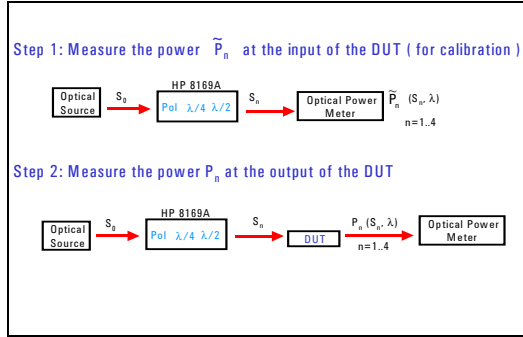 Step 1: Measure the power P̃n at the input of the DUT ( for calibration )
HP 8169A
Optical Source
S0
Pol λ/4 λ/2
Sn
Optical Power Meter
P̃n (Sn, λ)
n=1..4
Step 2: Measure the power Pn at the output of the DUT
HP 8169A
Optical Source
S0
Pol λ/4 λ/2
Sn
DUT
Pn (Sn, λ)
n=1..4
Optical Power Meter